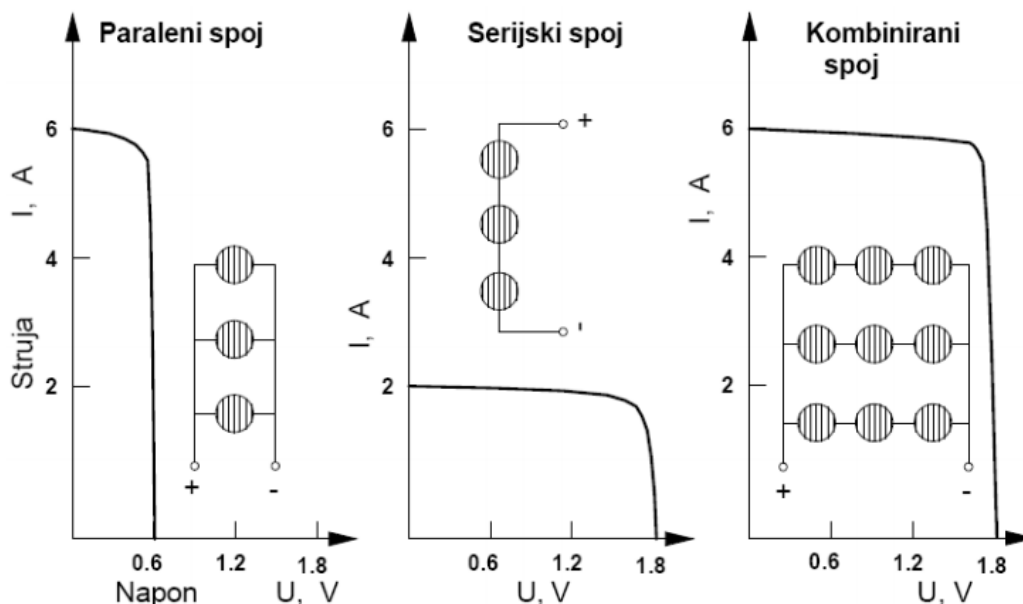 Paraleni spoj
6
4
2
I, A
Struja
+ -
0.6 1.2 1.8
Napon U, V
Serijski spoj
6
4
2
I, A
+
-
0.6 1.2 1.8
U, V
Kombinirani
spoj
6
4
2
I, A
+ -
0.6 1.2 1.8
U, V